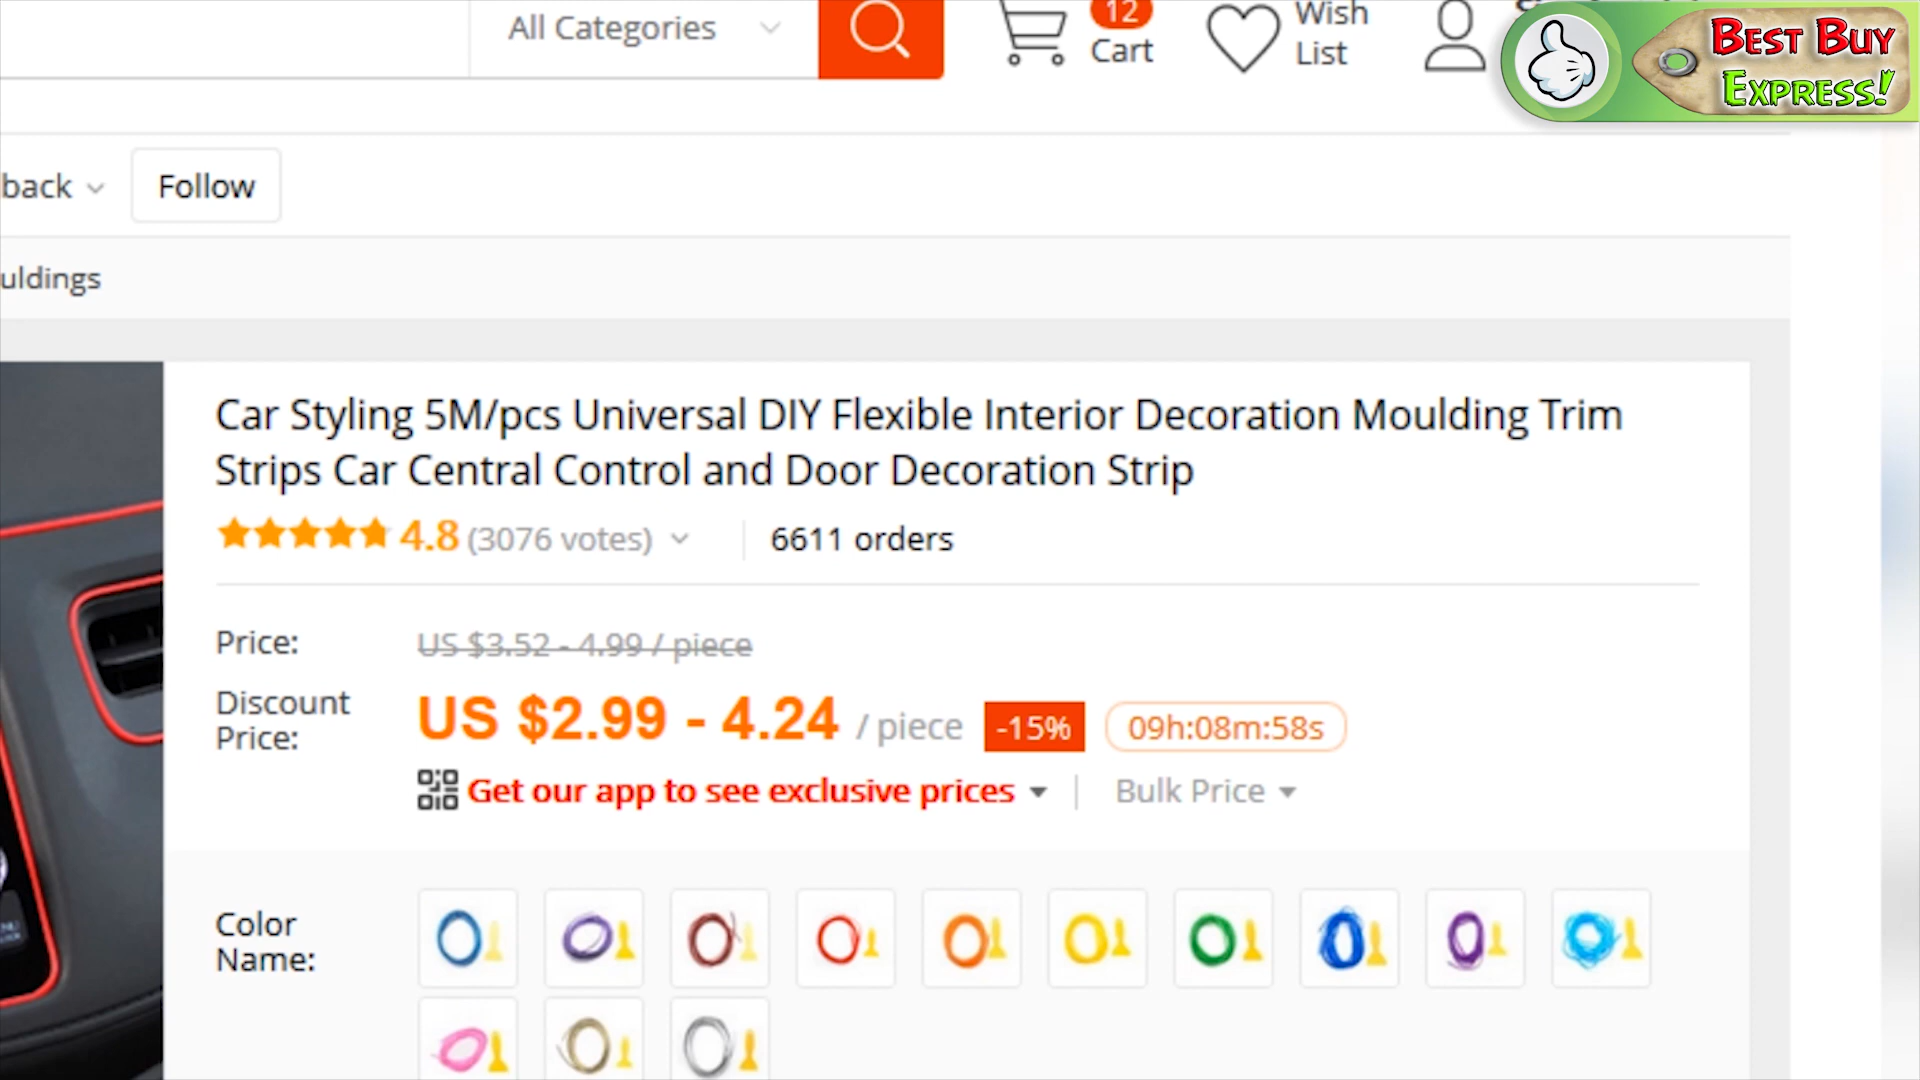 All Categories
12
Cart
Wish
List
BEST BUY
EXPRESS!
back
Follow
uldings
Car Styling 5M/pcs Universal DIY Flexible Interior Decoration Moulding Trim
Strips Car Central Control and Door Decoration Strip
4.8 (3076 votes)
6611 orders
Price:
US $3.52 - 4.99 / piece
Discount
Price:
US $2.99 - 4.24 / piece
-15%
09h:08m:58s
Get our app to see exclusive prices
Bulk Price
Color
Name: